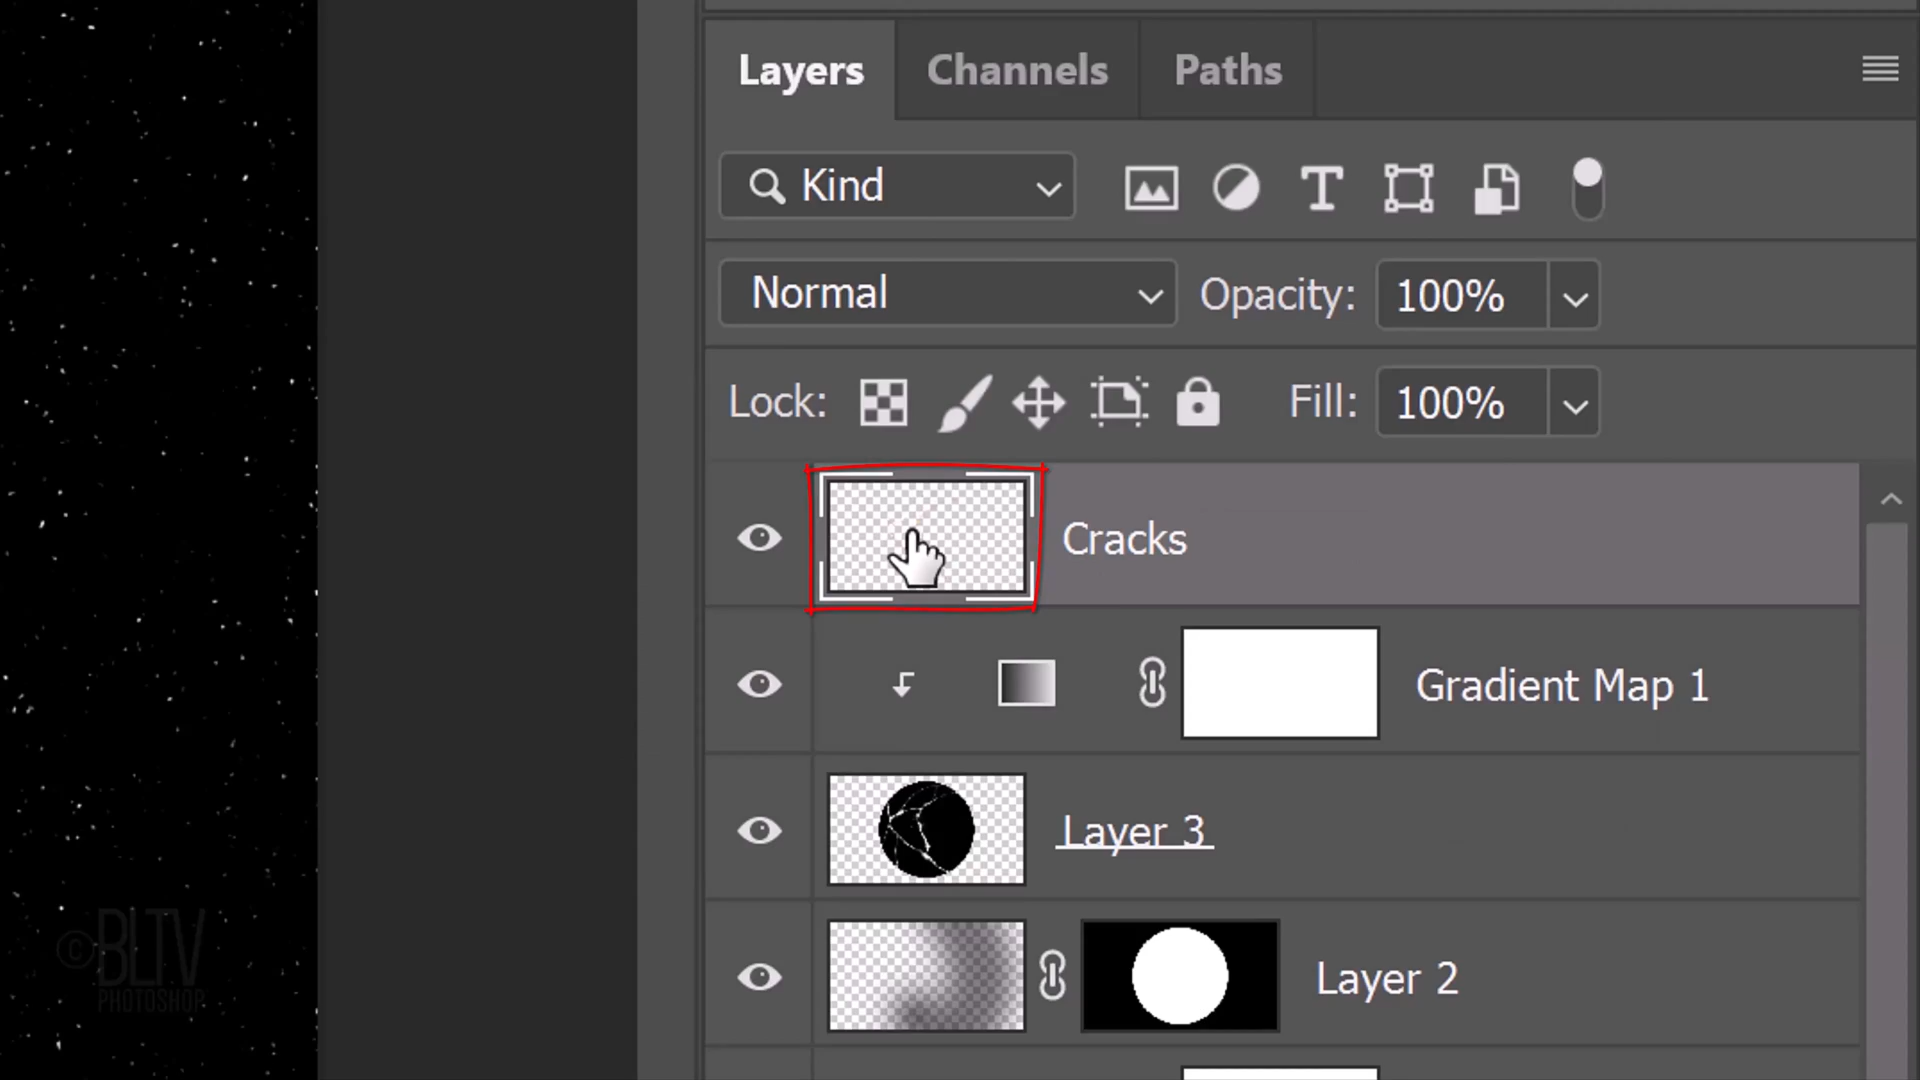 Layers Channels Paths
Kind
Normal Opacity: 100%
Lock: Fill: 100%
Cracks
Gradient Map 1
Layer 3
Layer 2
©BLTV
PHOTOSHOP